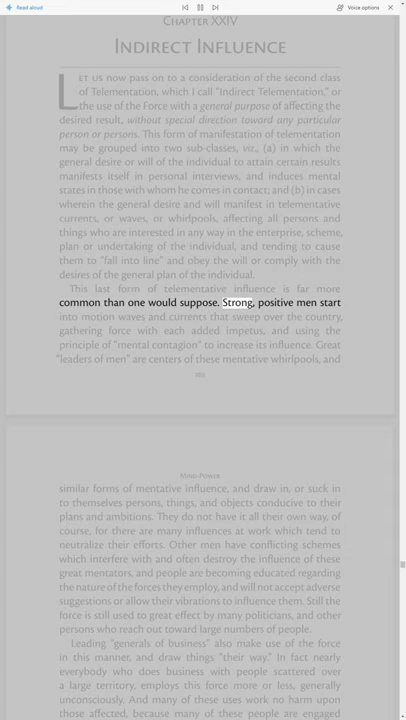 Read aloud
Voice options
Chapter XXIV
Indirect Influence
Let us now pass on to a consideration of the second class
of Telementation, which I call “Indirect Telementation,” or
the use of the Force with a general purpose of affecting the
desired result, without special direction toward any particular
person or persons. This form of manifestation of telementation
may be grouped into two sub-classes, viz., (a) in which the
general desire or will of the individual to attain certain results
manifests itself in personal interviews, and induces mental
states in those with whom he comes in contact; and (b) in cases
wherein the general desire and will manifest in telementative
currents, or waves, or whirlpools, affecting all persons and
things who are interested in any way in the enterprise, scheme,
plan or undertaking of the individual, and tending to cause
them to “fall into line” and obey the will or comply with the
desires of the general plan of the individual.
This last form of telementative influence is far more
common than one would suppose. Strong, positive men start
into motion waves and currents that sweep over the country,
gathering force with each added impetus, and using the
principle of “mental contagion” to increase its influence. Great
“leaders of men” are centers of these mentative whirlpools, and
Mind-Power
similar forms of mentative influence, and draw in, or suck in
to themselves persons, things, and objects conducive to their
plans and ambitions. They do not have it all their own way, of
course, for there are many influences at work which tend to
neutralize their efforts. Other men have conflicting schemes
which interfere with and often destroy the influence of these
great mentators, and people are becoming educated regarding
the nature of the forces they employ, and will not accept adverse
suggestions or allow their vibrations to influence them. Still the
force is still used to great effect by many politicians, and other
persons who reach out toward large numbers of people.
Leading “generals of business” also make use of the force
in this manner, and draw things “their way.” In fact nearly
everybody who does business with people scattered over
a large territory, employs this force more or less, generally
unconsciously. And many of these uses work no harm upon
those affected, because many of these people are engaged